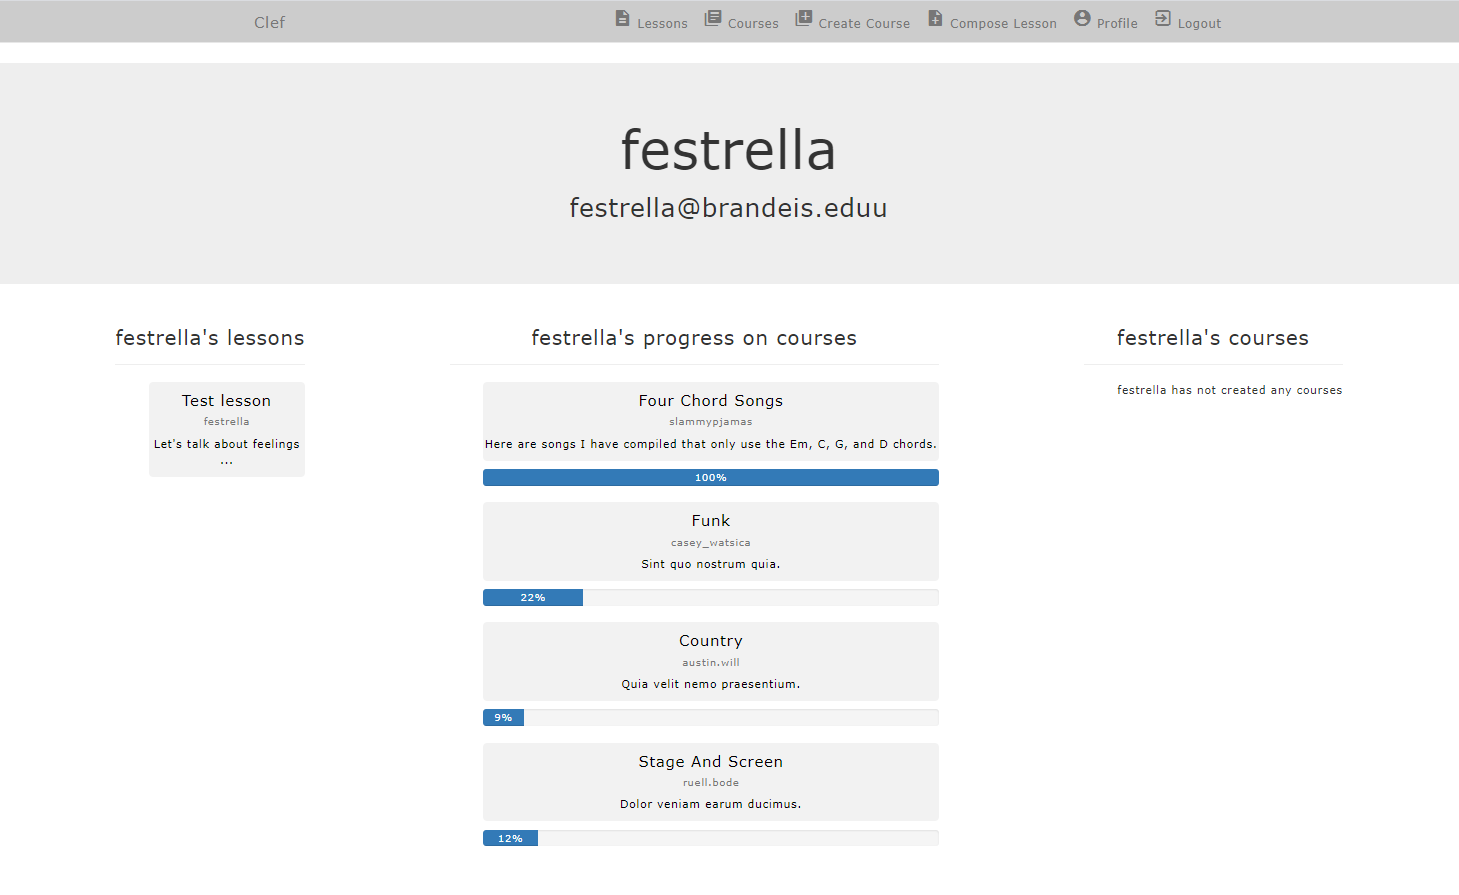 Clef
Lessons Courses Create Course Compose Lesson Profile Logout
festrella
festrella@brandeis.eduu
festrella's lessons
Test lesson
festrella
Let's talk about feelings
...
festrella's progress on courses
Four Chord Songs
slammypjamas
Here are songs I have compiled that only use the Em, C, G, and D chords.
100%
Funk
casey_watsica
Sint quo nostrum quia.
22%
Country
austin.will
Quia velit nemo praesentium.
9%
Stage And Screen
ruell.bode
Dolor veniam earum ducimus.
12%
festrella's courses
festrella has not created any courses